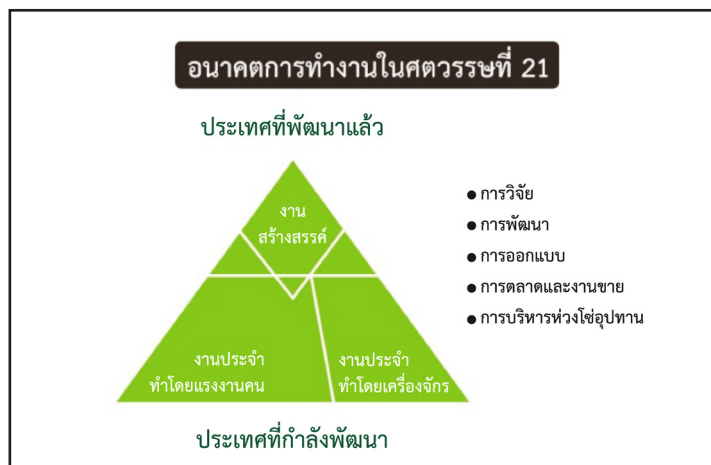 อนาคตการทำงานในศตวรรษที่ 21
ประเทศที่พัฒนาแล้ว
งาน
สร้างสรรค์
● การวิจัย
● การพัฒนา
● การออกแบบ
● การตลาดและงานขาย
● การบริหารห่วงโซ่อุปทาน
งานประจำ
ทำโดยแรงงานคน
งานประจำ
ทำโดยเครื่องจักร
ประเทศที่กำลังพัฒนา